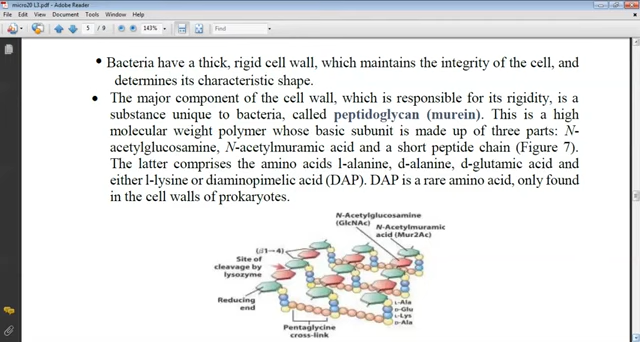 micro20 L3.pdf - Adobe Reader
File Edit View Document Tools Window Help
5 / 9 143% Find
• Bacteria have a thick, rigid cell wall, which maintains the integrity of the cell, and
determines its characteristic shape.
• The major component of the cell wall, which is responsible for its rigidity, is a
substance unique to bacteria, called peptidoglycan (murein). This is a high
molecular weight polymer whose basic subunit is made up of three parts: N-
acetylglucosamine, N-acetylmuramic acid and a short peptide chain (Figure 7).
The latter comprises the amino acids l-alanine, d-alanine, d-glutamic acid and
either l-lysine or diaminopimelic acid (DAP). DAP is a rare amino acid, only found
in the cell walls of prokaryotes.
N-Acetylglucosamine
(GlcNAc)
N-Acetylmuramic
acid (Mur2Ac)
(β1→4)
Site of
cleavage by
lysozyme
Reducing
end
L-Ala
D-Glu
L-Lys
D-Ala
Pentaglycine
cross-link